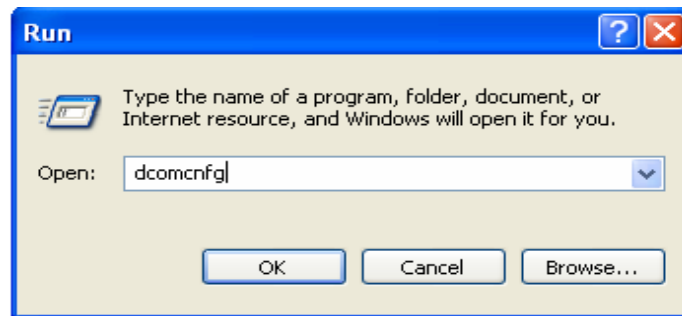 Run
Type the name of a program, folder, document, or
Internet resource, and Windows will open it for you.
Open: dcomcnfg
OK Cancel Browse...